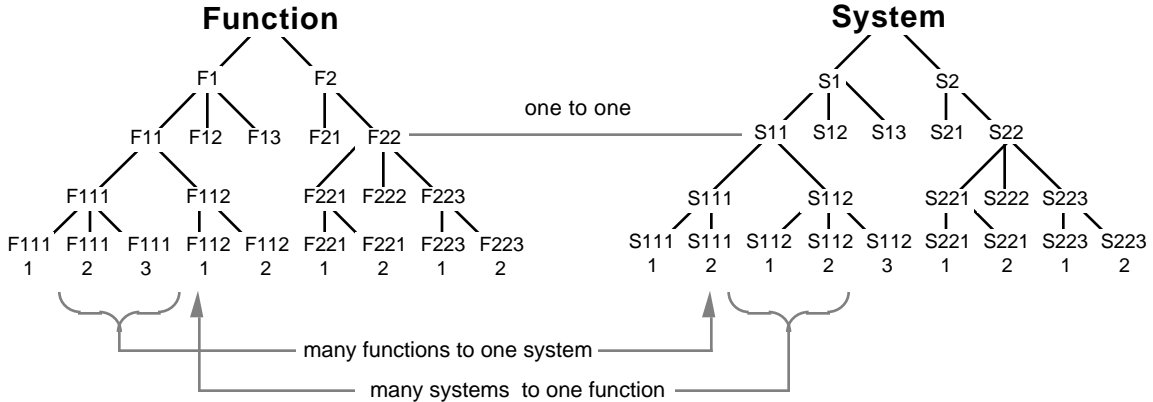 Function System
F1 F2 S1 S2
one to one
F11 F12 F13 F21 F22 S11 S12 S13 S21 S22
F111 F112 F221 F222 F223 S111 S112 S221 S222 S223
F111 F111 F111 F112 F112 F221 F221 F223 F223 S111 S111 S112 S112 S112 S221 S221 S223 S223
1 2 3 1 2 1 2 1 2 1 2 1 2 3 1 2 1 2
many functions to one system
many systems to one function